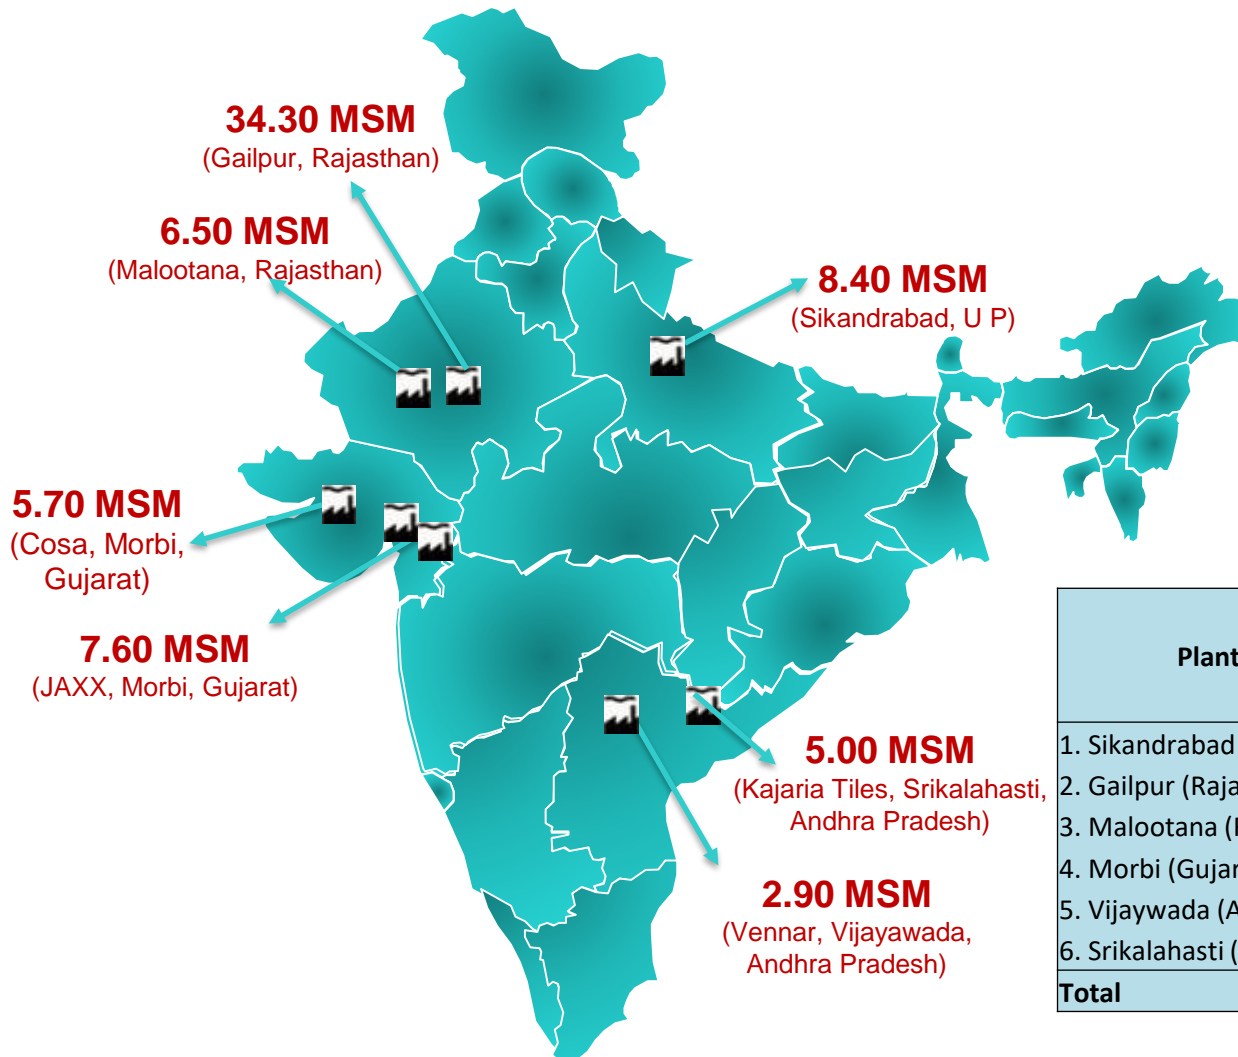 34.30 MSM
(Gailpur, Rajasthan)
6.50 MSM
(Malootana, Rajasthan)
8.40 MSM
(Sikandrabad, U P)
5.70 MSM
(Cosa, Morbi,
Gujarat)
7.60 MSM
(JAXX, Morbi, Gujarat)
5.00 MSM
(Kajaria Tiles, Srikalahasti,
Andhra Pradesh)
2.90 MSM
(Vennar, Vijayawada,
Andhra Pradesh)
Plant
1. Sikandrabad
2. Gailpur (Raja
3. Malootana (
4. Morbi (Gujar
5. Vijaywada (A
6. Srikalahasti (
Total